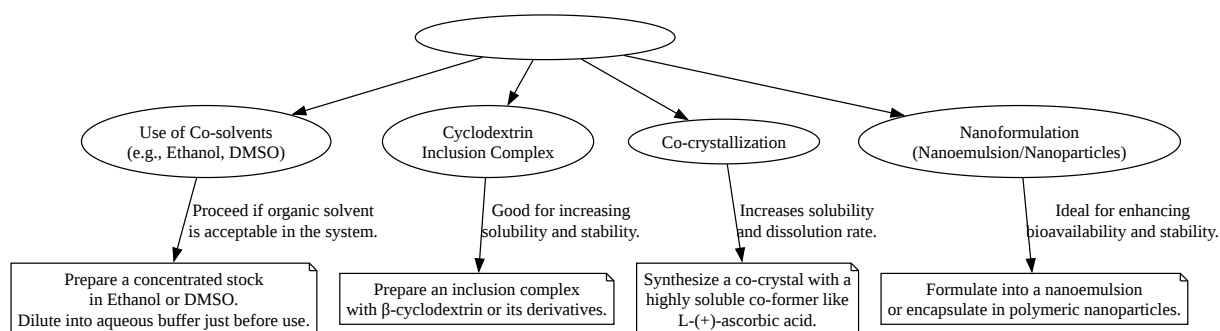 Use of Co-solvents
(e.g., Ethanol, DMSO)
Cyclodextrin
Inclusion Complex
Co-crystallization
Nanoformulation
(Nanoemulsion/Nanoparticles)
Proceed if organic solvent
is acceptable in the system.
Good for increasing
solubility and stability.
Increases solubility
and dissolution rate.
Ideal for enhancing
bioavailability and stability.
Prepare a concentrated stock
in Ethanol or DMSO.
Dilute into aqueous buffer just before use.
Prepare an inclusion complex
with β-cyclodextrin or its derivatives.
Synthesize a co-crystal with a
highly soluble co-former like
L-(+)-ascorbic acid.
Formulate into a nanoemulsion
or encapsulate in polymeric nanoparticles.